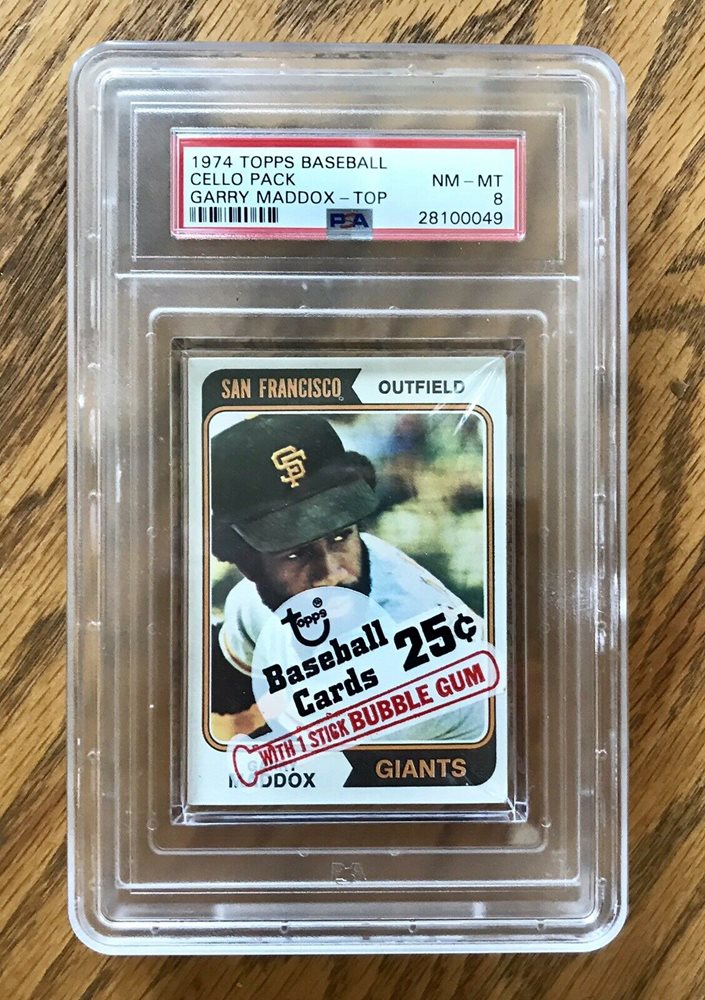 1974 TOPPS BASEBALL
CELLO PACK
NM-MT
GARRY MADDOX-TOP
8
PSA
28100049
SAN FRANCISCO
OUTFIELD
SF
Topps®
Baseball
Cards 25¢
WITH 1 STICK BUBBLE GUM
MADDOX
GIANTS
PSA